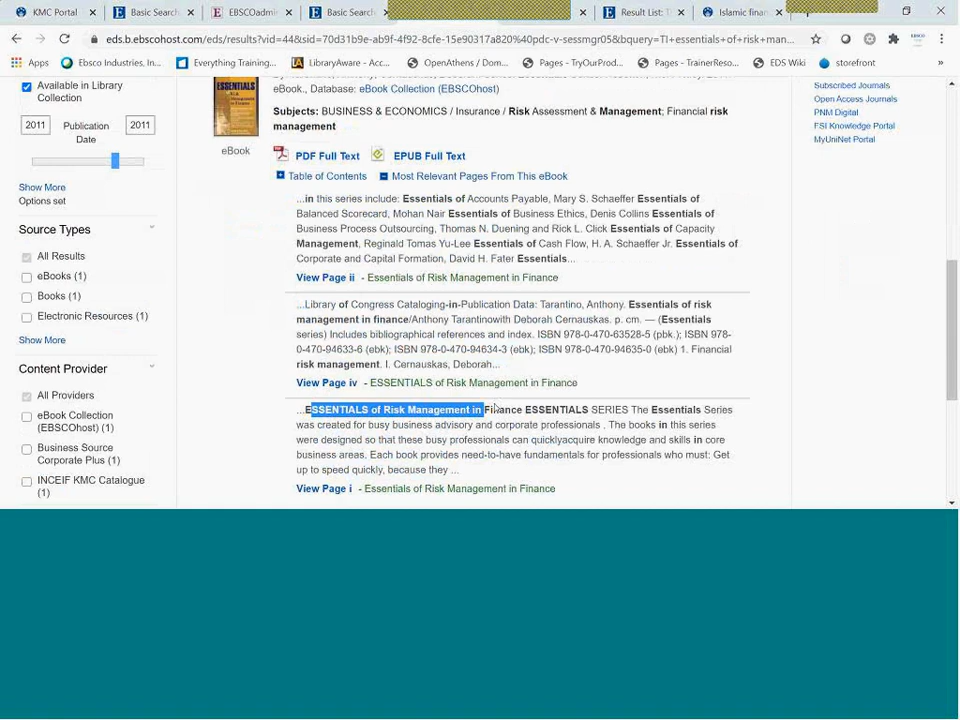 KMC Portal
Basic Search
EBSCOadmi
Basic Search
Result List: T
Islamic finan
eds.b.ebscohost.com/eds/results?vid=44&sid=70d31b9e-ab9f-4f92-8cfe-15e90317a820%40pdc-v-sessmgr05&bquery=TI+essentials+of+risk+man...
Apps
Ebsco Industries, In...
Everything Training...
LibraryAware - Acc...
OpenAthens / Dom...
Pages - TryOurProd...
Pages - TrainerReso...
EDS Wiki
storefront
»
Available in Library
Collection
2011
Publication
Date
2011
Show More
Options set
Source Types
All Results
eBooks (1)
Books (1)
Electronic Resources (1)
Show More
Content Provider
All Providers
eBook Collection
(EBSCOhost) (1)
Business Source
Corporate Plus (1)
INCEIF KMC Catalogue
(1)
ESSENTIALS
eBook
eBook., Database: eBook Collection (EBSCOhost)
Subjects: BUSINESS & ECONOMICS / Insurance / Risk Assessment & Management; Financial risk
management
PDF Full Text
EPUB Full Text
Table of Contents
Most Relevant Pages From This eBook
...in this series include: Essentials of Accounts Payable, Mary S. Schaeffer Essentials of
Balanced Scorecard, Mohan Nair Essentials of Business Ethics, Denis Collins Essentials of
Business Process Outsourcing, Thomas N. Duening and Rick L. Click Essentials of Capacity
Management, Reginald Tomas Yu-Lee Essentials of Cash Flow, H. A. Schaeffer Jr. Essentials of
Corporate and Capital Formation, David H. Fater Essentials...
View Page ii - Essentials of Risk Management in Finance
...Library of Congress Cataloging-in-Publication Data: Tarantino, Anthony. Essentials of risk
management in finance/Anthony Tarantinowith Deborah Cernauskas. p. cm. — (Essentials
series) Includes bibliographical references and index. ISBN 978-0-470-63528-5 (pbk.); ISBN 978-
0-470-94633-6 (ebk); ISBN 978-0-470-94634-3 (ebk); ISBN 978-0-470-94635-0 (ebk) 1. Financial
risk management. I. Cernauskas, Deborah...
View Page iv - ESSENTIALS of Risk Management in Finance
...ESSENTIALS of Risk Management in Finance ESSENTIALS SERIES The Essentials Series
was created for busy business advisory and corporate professionals . The books in this series
were designed so that these busy professionals can quicklyacquire knowledge and skills in core
business areas. Each book provides need-to-have fundamentals for professionals who must: Get
up to speed quickly, because they ...
View Page i - Essentials of Risk Management in Finance
Subscribed Journals
Open Access Journals
PNM Digital
FSI Knowledge Portal
MyUniNet Portal